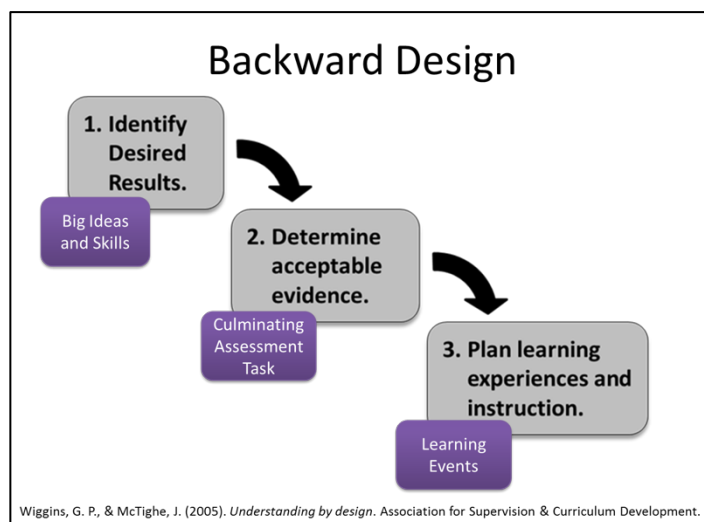 Backward Design
1. Identify
Desired
Results.
Big Ideas
and Skills
2. Determine
acceptable
evidence.
Culminating
Assessment
Task
3. Plan learning
experiences and
instruction.
Learning
Events
Wiggins, G. P., & McTighe, J. (2005). Understanding by design. Association for Supervision & Curriculum Development.